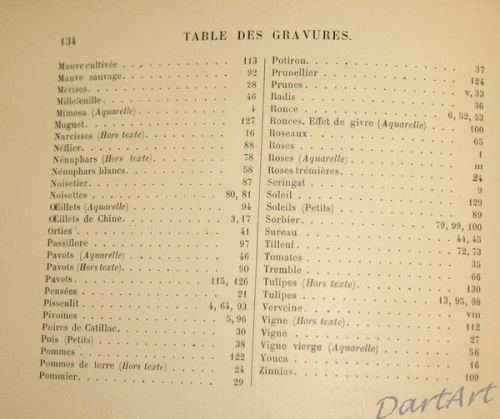 134
TABLE DES GRAVURES.
Mauve cultivée . . . . . . . . . . 113
Mauve sauvage. . . . . . . . . . 92
Merises . . . . . . . . . . 28
Millefeuille . . . . . . . . . . 46
Mimosa (Aquarelle) . . . . . . . . . . 4
Muguet. . . . . . . . . . 127
Narcisses (Hors texte). . . . . . . . . . 16
Néflier . . . . . . . . . . 88
Nénuphars (Hors texte). . . . . . . . . . 78
Nénuphars blancs. . . . . . . . . . 58
Noisetier . . . . . . . . . . 87
Noisettes . . . . . . . . . . 80, 81
Œillets (Aquarelle) . . . . . . . . . . 94
Œillets de Chine. . . . . . . . . . 3, 17
Orties . . . . . . . . . . 41
Passiflore . . . . . . . . . . 97
Pavots (Aquarelle) . . . . . . . . . . 46
Pavots (Hors texte). . . . . . . . . . 90
Pavots. . . . . . . . . . 115, 126
Pensées . . . . . . . . . . 21
Pissenlit . . . . . . . . . . 4, 64, 93
Pivoines . . . . . . . . . . 5, 96
Poires de Catillac. . . . . . . . . . 30
Pois (Petits) . . . . . . . . . . 38
Pommes . . . . . . . . . . 122
Pommes de terre (Hors texte) . . . . . . . . . . 24
Pommier. . . . . . . . . . 29
Potiron. . . . . . . . . . 37
Prunellier . . . . . . . . . . 124
Prunes . . . . . . . . . . v, 33
Radis . . . . . . . . . . 36
Ronce . . . . . . . . . . 6, 52, 53
Ronces. Effet de givre (Aquarelle) . . . . . 100
Roseaux. . . . . . . . . . 65
Roses . . . . . . . . . . 1
Roses (Aquarelle) . . . . . . . . . . III
Roses trémières . . . . . . . . . . 24
Seringat . . . . . . . . . . 9
Soleil . . . . . . . . . . 129
Soleils (Petits) . . . . . . . . . . 89
Sorbier . . . . . . . . . . 79, 99, 100
Sureau . . . . . . . . . . 44, 45
Tilleul . . . . . . . . . . 72, 73
Tomates . . . . . . . . . . 35
Tremble . . . . . . . . . . 66
Tulipes (Hors texte) . . . . . . . . . . 130
Tulipes . . . . . . . . . . 13, 95, 98
Verveine . . . . . . . . . . VIII
Vigne (Hors texte). . . . . . . . . . 112
Vigne . . . . . . . . . . 27
Vigne vierge (Aquarelle) . . . . . . . . . . 56
Youca . . . . . . . . . . 16
Zinnias. . . . . . . . . . 109
DartArt